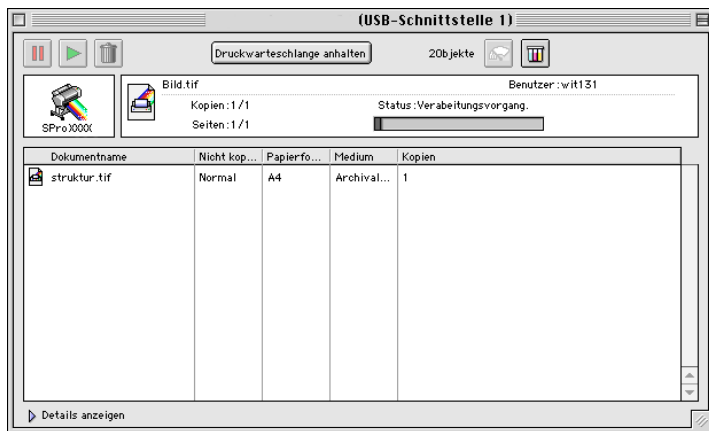 (USB-Schnittstelle 1)
Druckwarteschlange anhalten
2Objekte
Bild.tif
Benutzer:wit131
Kopien:1/1
Status:Verabeitungsvorgang.
Seiten:1/1
SProXXXX
Dokumentname Nicht kop... Papierfo... Medium Kopien
struktur.tif Normal A4 Archival... 1
Details anzeigen